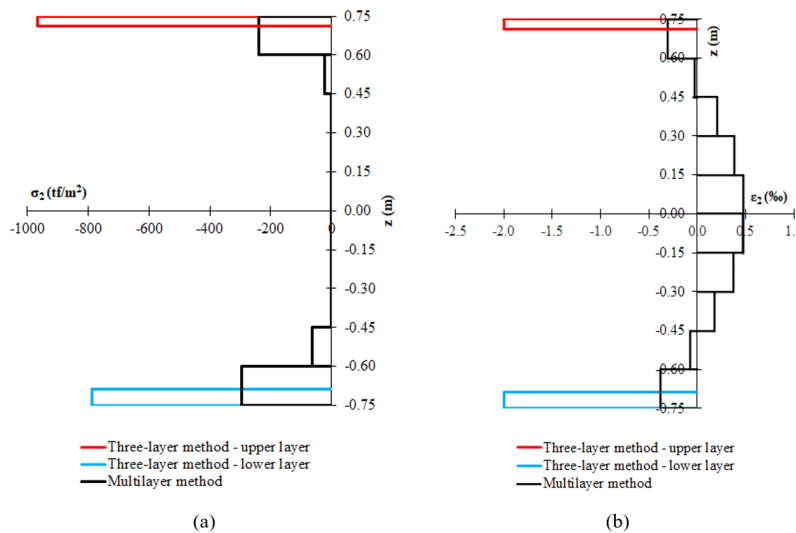 0.75
0.60
0.45
0.30
0.15
σ2 (tf/m2)
0.00
z (m)
-1000 -800 -600 -400 -200 0
-0.15
-0.30
-0.45
-0.60
-0.75
Three-layer method - upper layer
Three-layer method - lower layer
Multilayer method
(a)
0.75
z (m)
0.60
0.45
0.30
0.15
ε2 (‰)
0.00
-2.5 -2.0 -1.5 -1.0 -0.5 0.0 0.5 1.0
-0.15
-0.30
-0.45
-0.60
-0.75
Three-layer method - upper layer
Three-layer method - lower layer
Multilayer method
(b)